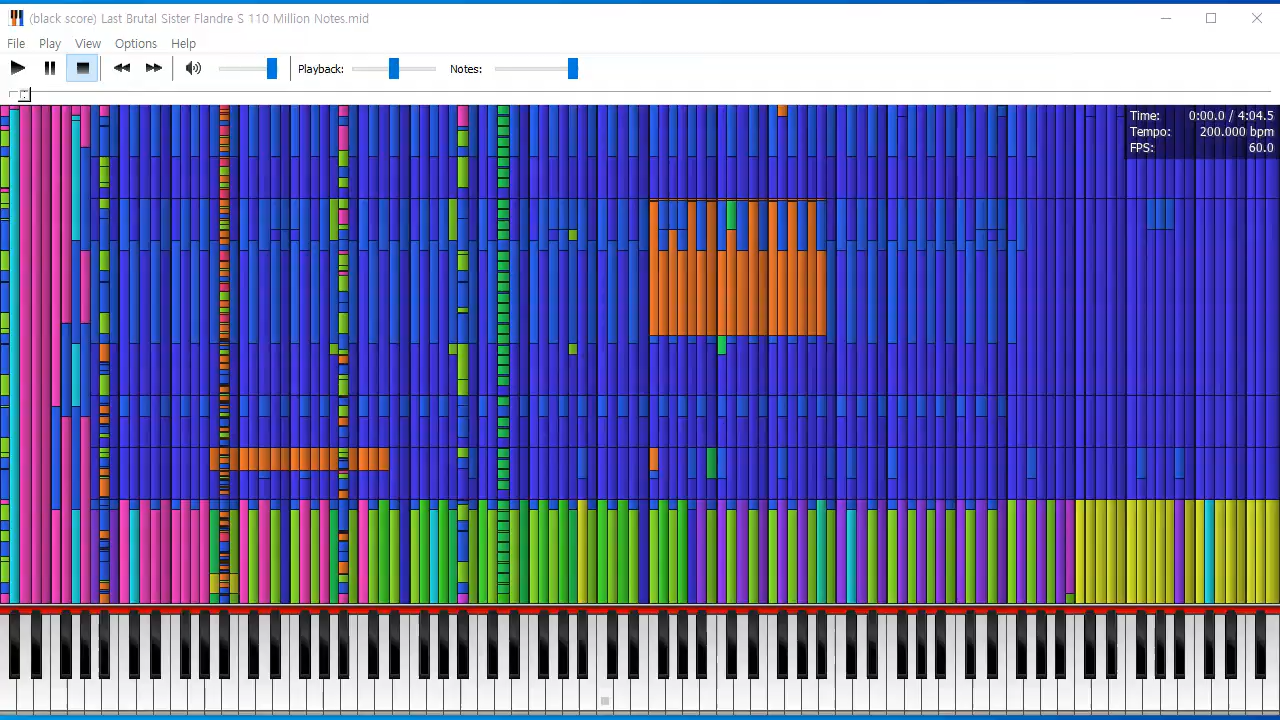 (black score) Last Brutal Sister Flandre S 110 Million Notes.mid
File Play View Options Help
Playback: Notes:
Time: 0:00.0 / 4:04.5
Tempo: 200.000 bpm
FPS: 60.0